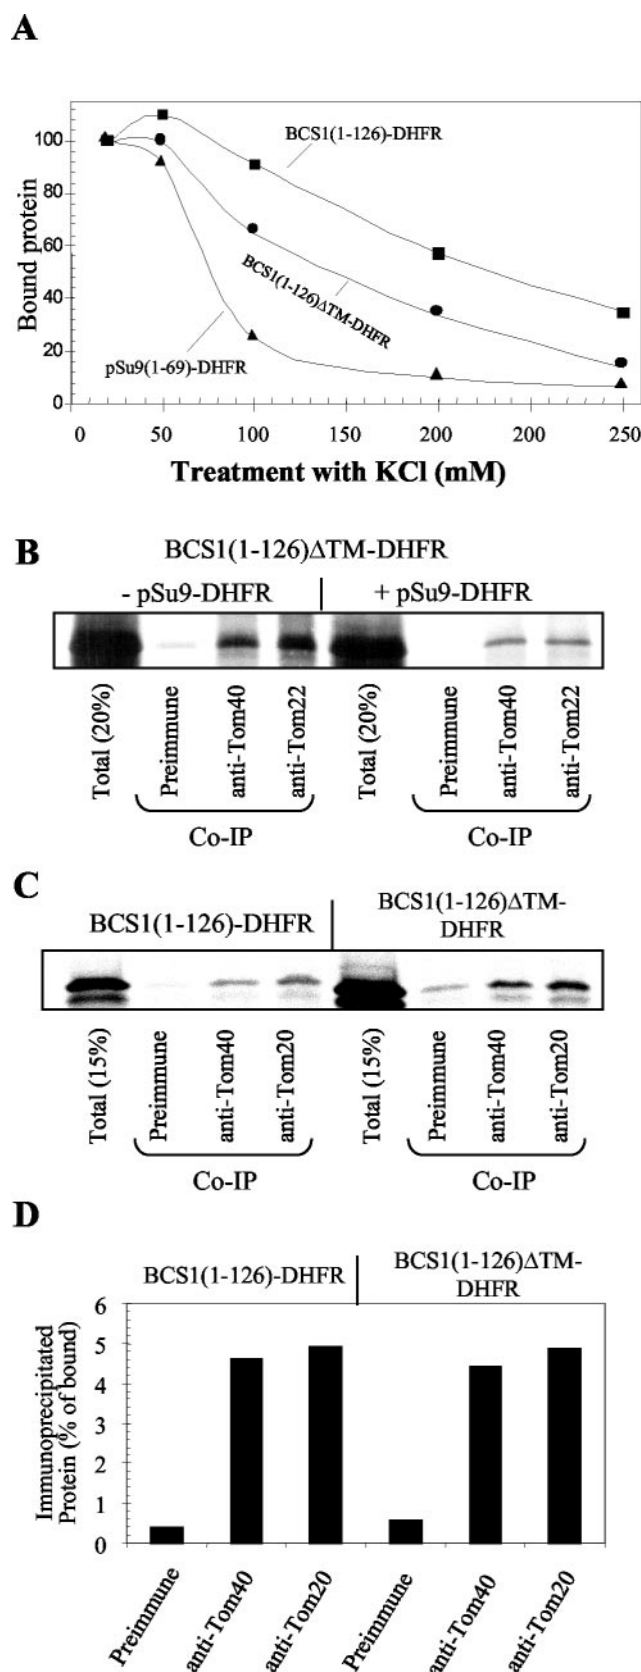 A
Bound protein
100
80
60
40
20
0
BCS1(1-126)-DHFR
BCS1(1-126)ΔTM-DHFR
pSu9(1-69)-DHFR
0 50 100 150 200 200 250
Treatment with KCl (mM)
B
BCS1(1-126)ΔTM-DHFR
- pSu9-DHFR + pSu9-DHFR
Total (20%) Preimmune anti-Tom40 anti-Tom22 Total (20%) Preimmune anti-Tom40 anti-Tom22
Co-IP Co-IP
C
BCS1(1-126)-DHFR
BCS1(1-126)ΔTM-
DHFR
Total (15%) Preimmune anti-Tom40 anti-Tom20 Total (15%) Preimmune anti-Tom40 anti-Tom20
Co-IP Co-IP
D
BCS1(1-126)-DHFR
BCS1(1-126)ΔTM-
DHFR
Immunoprecipitated
Protein (% of bound)
6
5
4
3
2
1
0
Preimmune anti-Tom40 anti-Tom20 Preimmune anti-Tom40 anti-Tom20